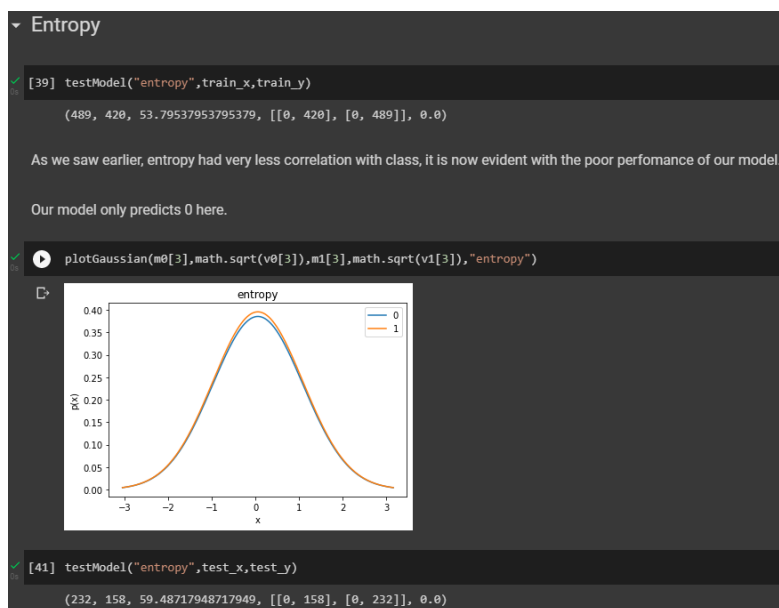 Entropy
[39] testModel("entropy",train_x,train_y)
0s
(489, 420, 53.79537953795379, [[0, 420], [0, 489]], 0.0)
As we saw earlier, entropy had very less correlation with class, it is now evident with the poor perfomance of our model.
Our model only predicts 0 here.
plotGaussian(m0[3],math.sqrt(v0[3]),m1[3],math.sqrt(v1[3]),"entropy")
0s
entropy
0.40
0.35
0.30
0.25
0.20
0.15
0.10
0.05
0.00
p(x)
0
1
−3 −2 −1 0 1 2 3
x
[41] testModel("entropy",test_x,test_y)
0s
(232, 158, 59.48717948717949, [[0, 158], [0, 232]], 0.0)